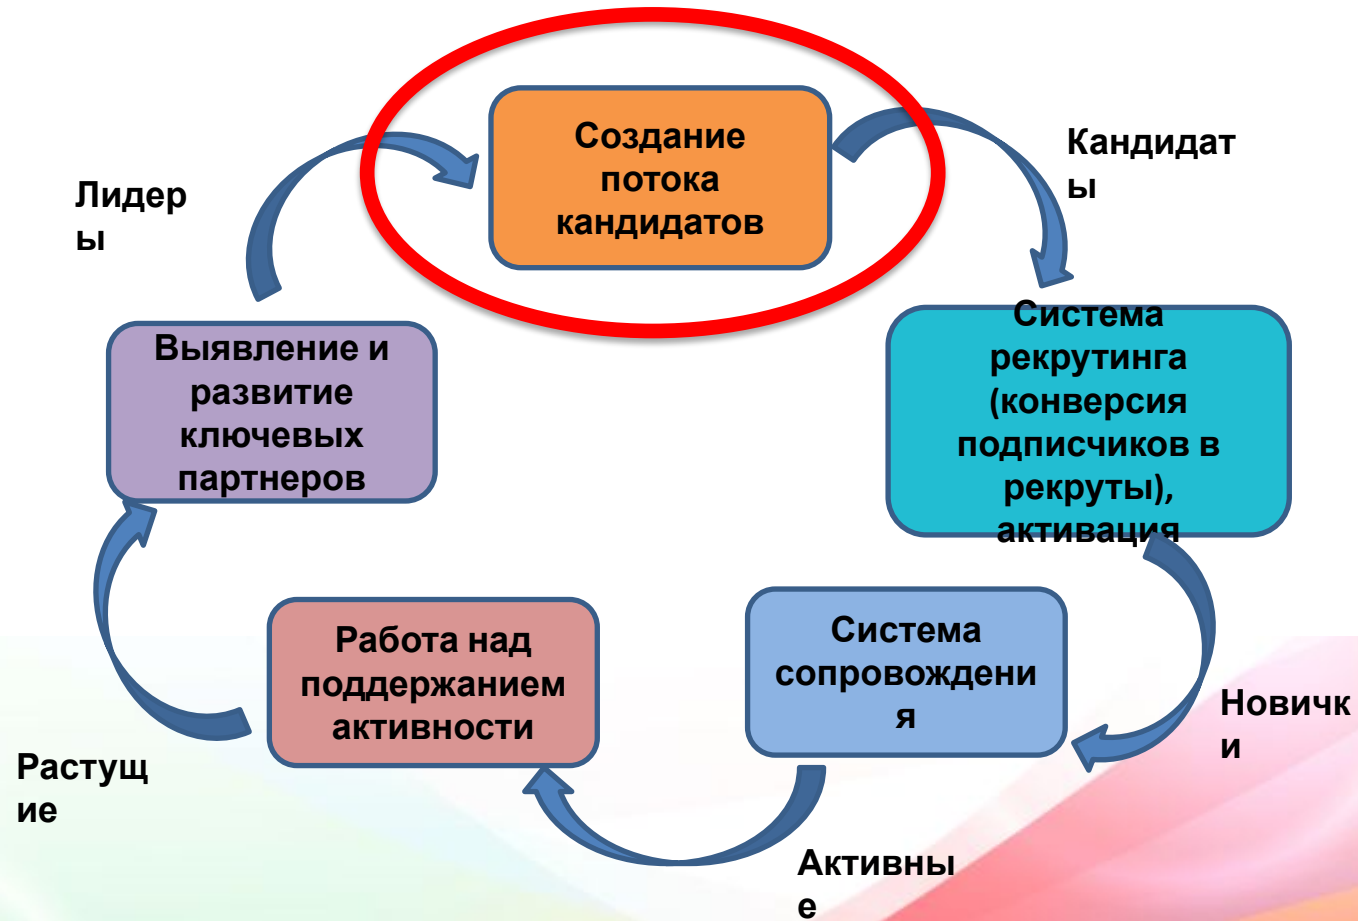 Создание
потока
кандидатов
Кандидат
ы
Лидер
ы
Система
рекрутинга
(конверсия
подписчиков в
рекруты),
активация
Выявление и
развитие
ключевых
партнеров
Система
сопровождени
я
Работа над
поддержанием
активности
Новичк
и
Растущ
ие
Активны
е